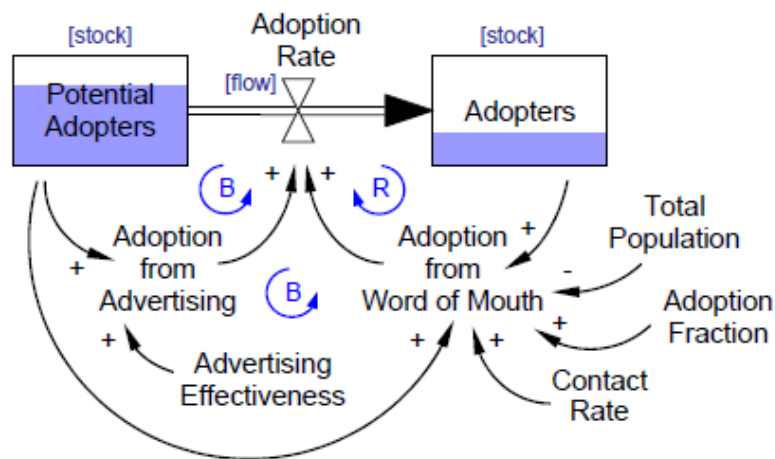 [stock]
Adoption
Rate
[stock]
[flow]
Potential
Adopters
Adopters
B
+
+
R
+
Adoption
from
Advertising
B
Adoption
from
Word of Mouth
+
Total
Population
-
+
Advertising
Effectiveness
+
+
+
Adoption
Fraction
Contact
Rate